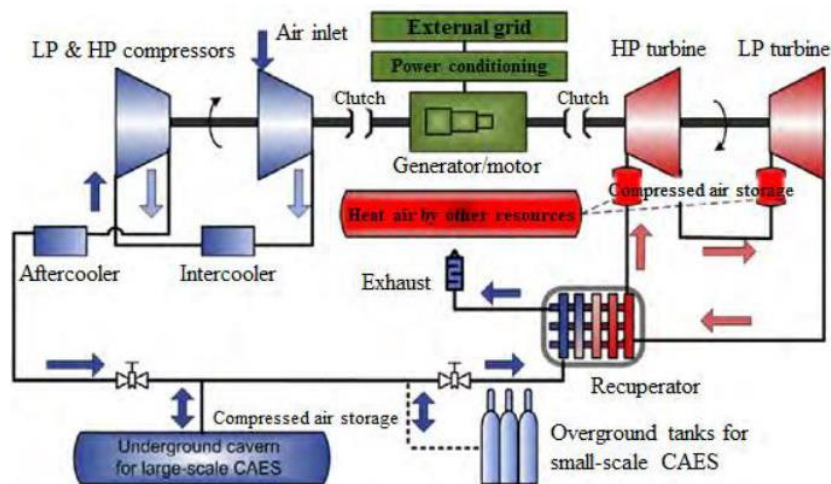 LP & HP compressors
Air inlet
External grid
Power conditioning
HP turbine
LP turbine
Clutch
Clutch
Generator/motor
Compressed air storage
Heat air by other resources
Aftercooler
Intercooler
Exhaust
Recuperator
Compressed air storage
Underground cavern
for large-scale CAES
Overground tanks for
small-scale CAES